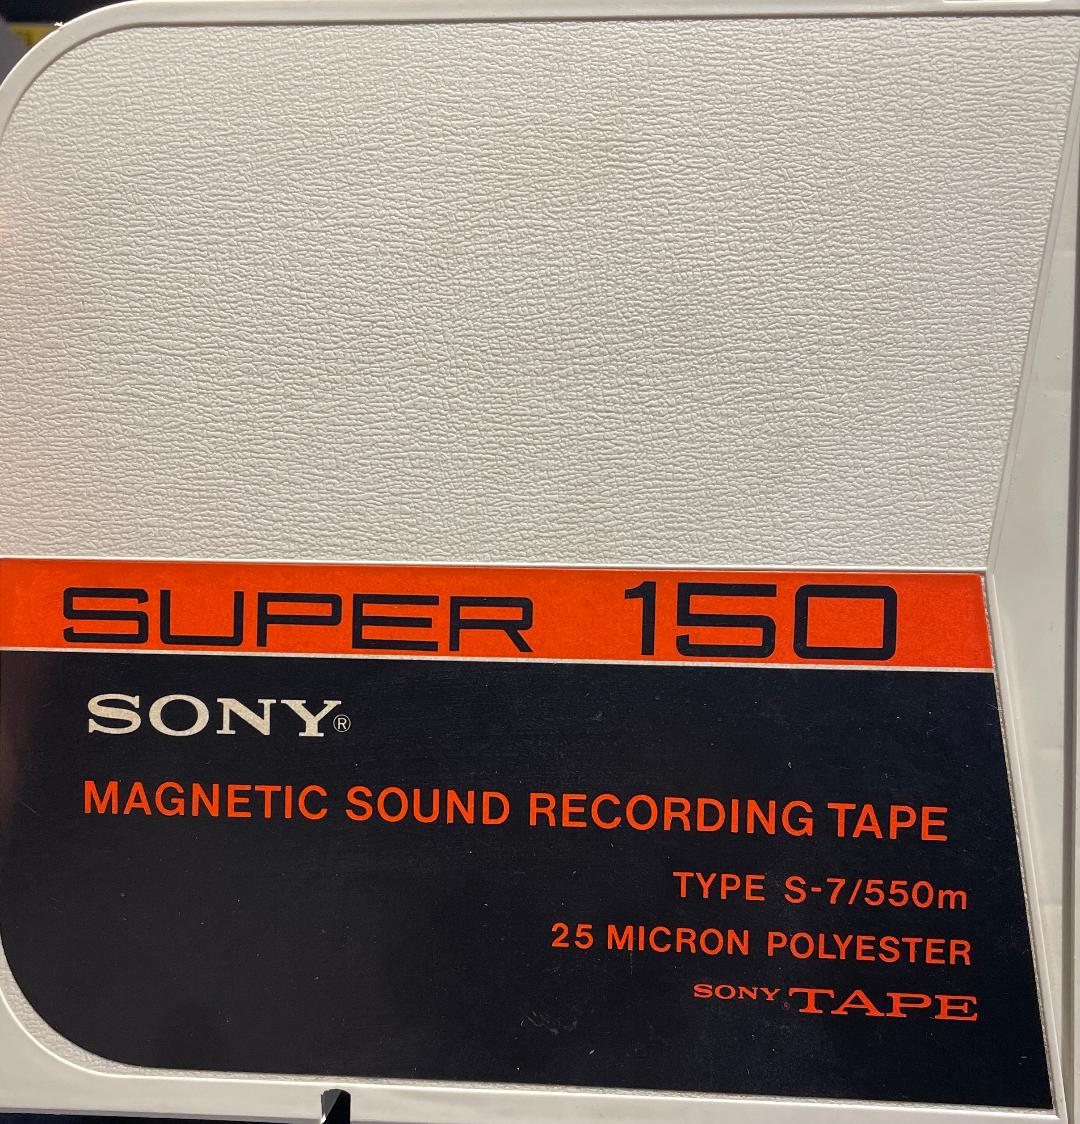 SUPER 150
SONY®
MAGNETIC SOUND RECORDING TAPE
TYPE S-7/550m
25 MICRON POLYESTER
SONY® TAPE